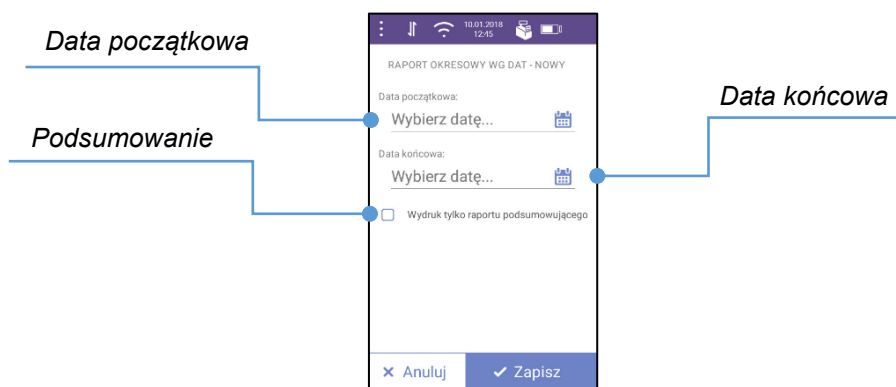 Data początkowa
Podsumowanie
Data końcowa
10.01.2018
12:45
RAPORT OKRESOWY WG DAT - NOWY
Data początkowa:
Wybierz datę...
Data końcowa:
Wybierz datę...
Wydruk tylko raportu podsumowującego
Anuluj
Zapisz